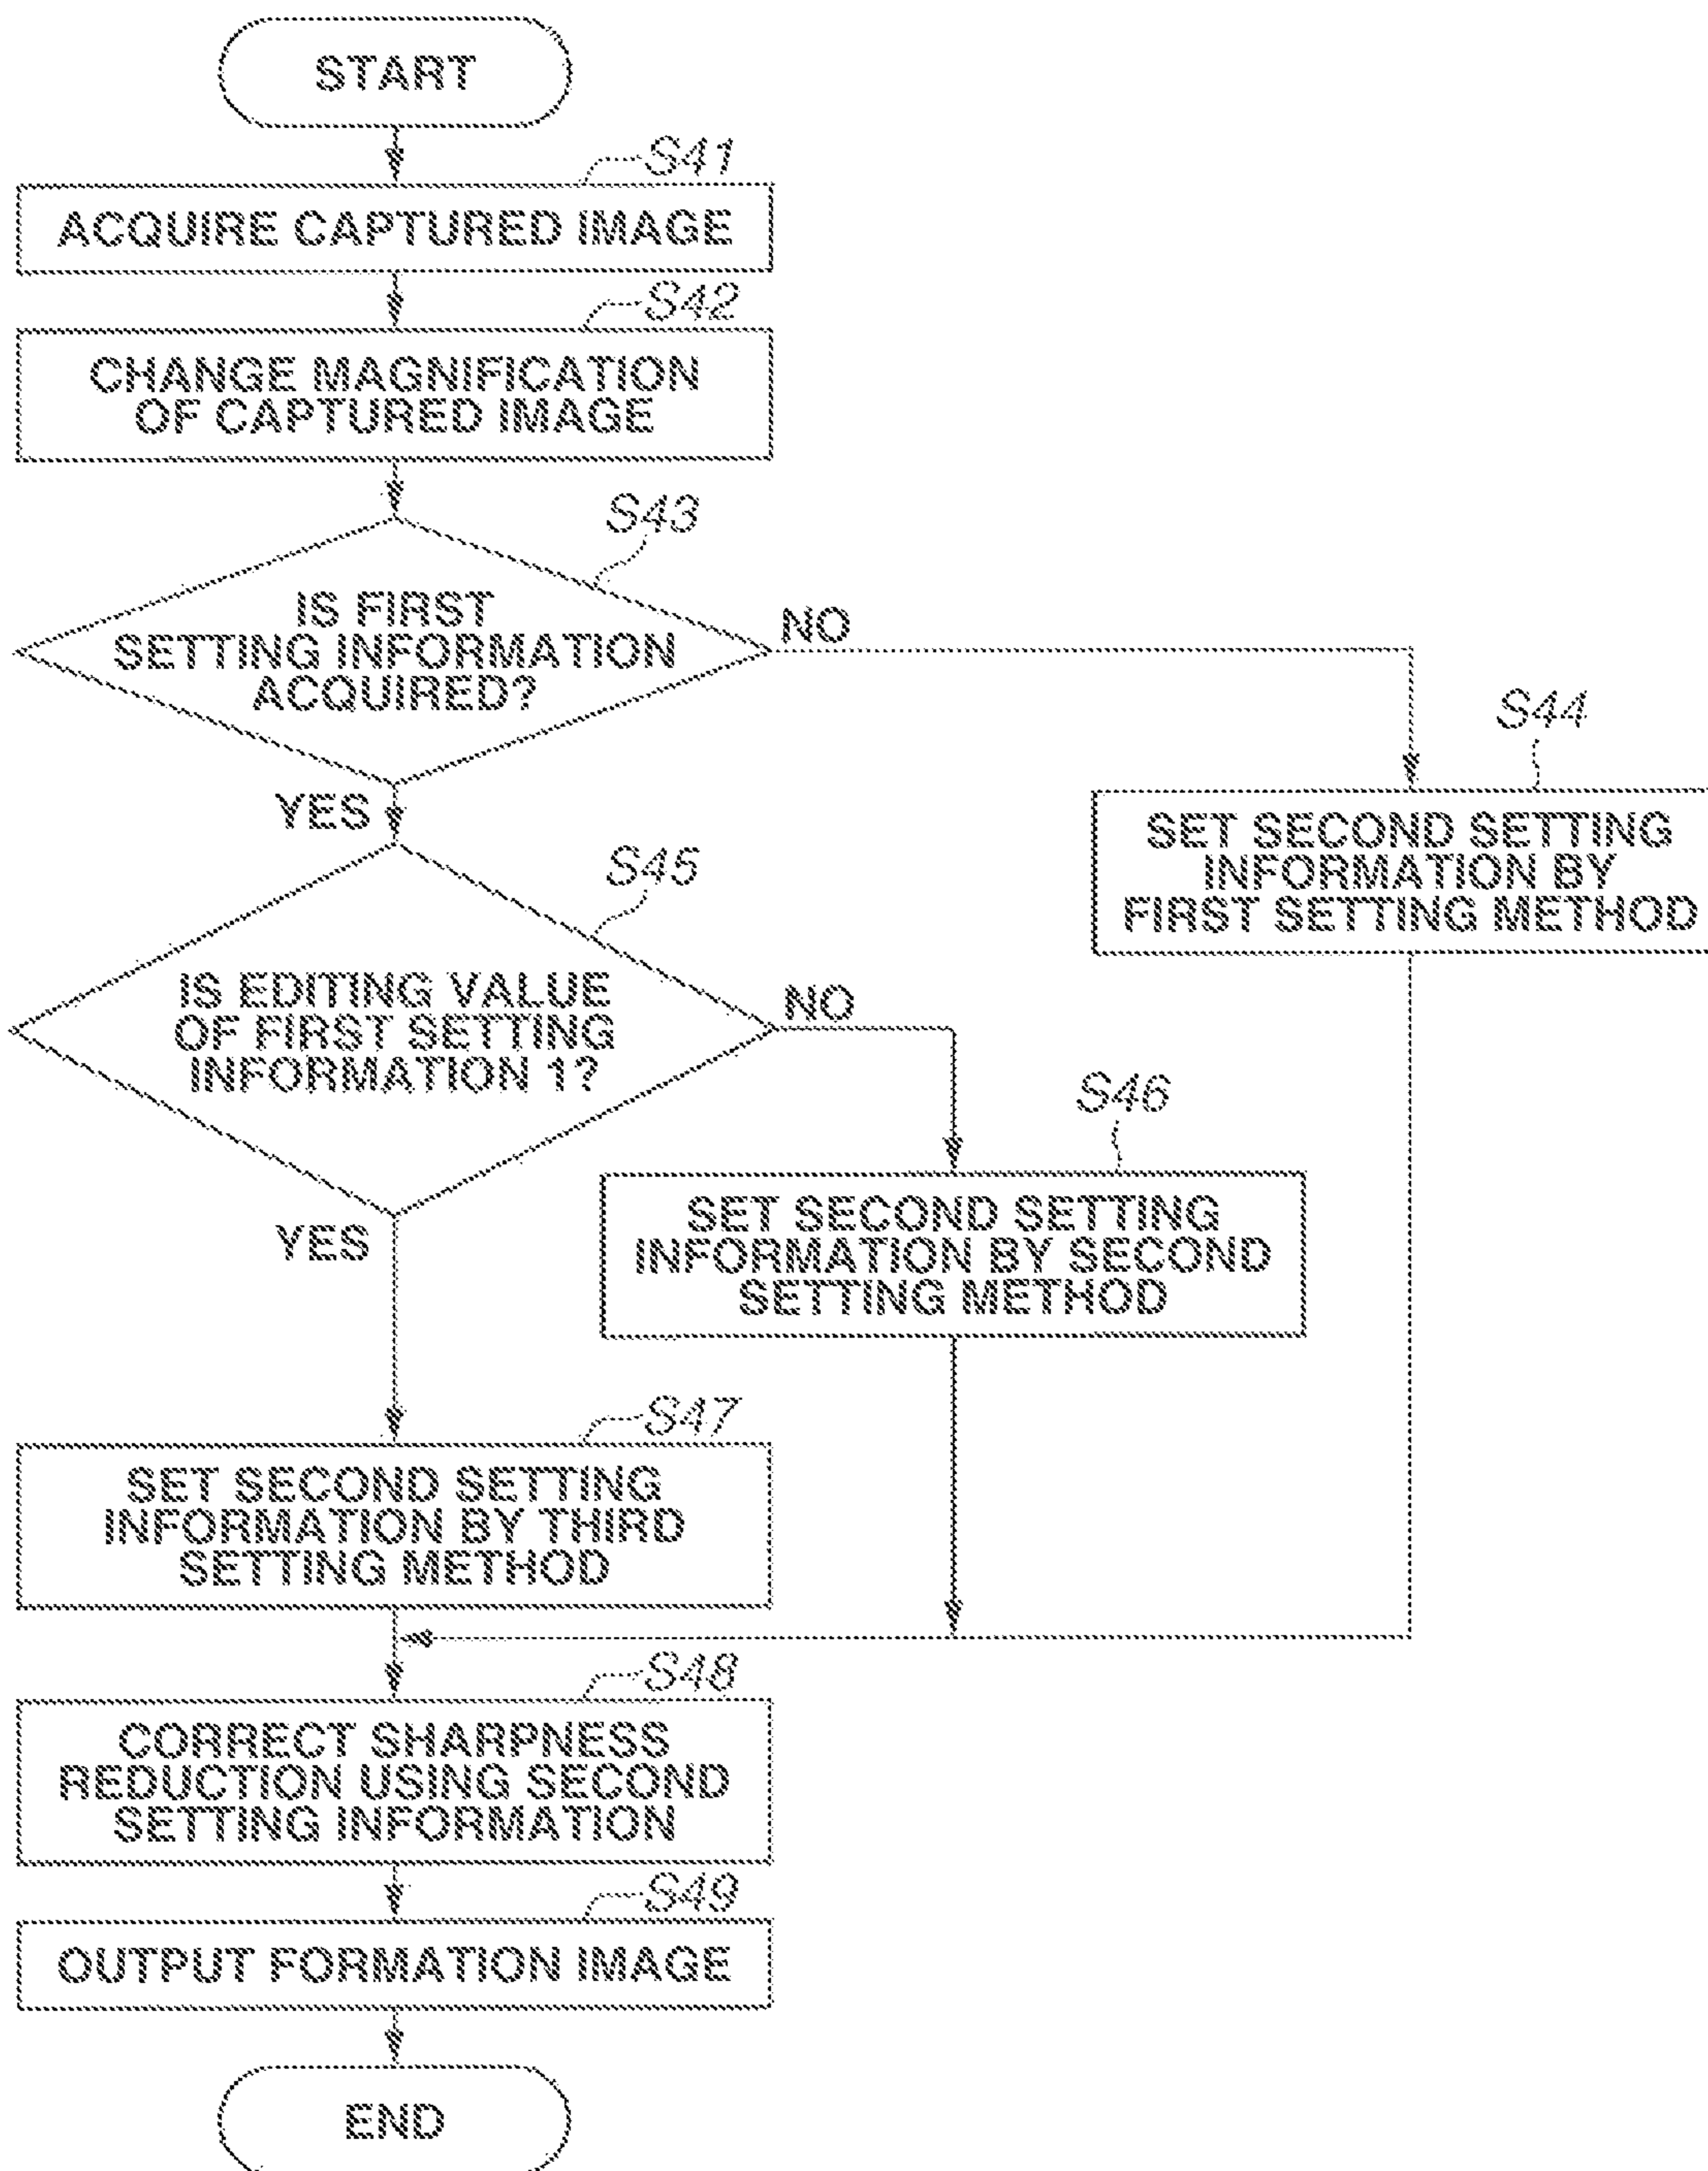 START
S41
ACQUIRE CAPTURED IMAGE
S42
CHANGE MAGNIFICATION
OF CAPTURED IMAGE
S43
IS FIRST
SETTING INFORMATION
ACQUIRED?
NO
YES
S44
SET SECOND SETTING
INFORMATION BY
FIRST SETTING METHOD
S45
IS EDITING VALUE
OF FIRST SETTING
INFORMATION 1?
NO
YES
S46
SET SECOND SETTING
INFORMATION BY SECOND
SETTING METHOD
S47
SET SECOND SETTING
INFORMATION BY THIRD
SETTING METHOD
S48
CORRECT SHARPNESS
REDUCTION USING SECOND
SETTING INFORMATION
S49
OUTPUT FORMATION IMAGE
END